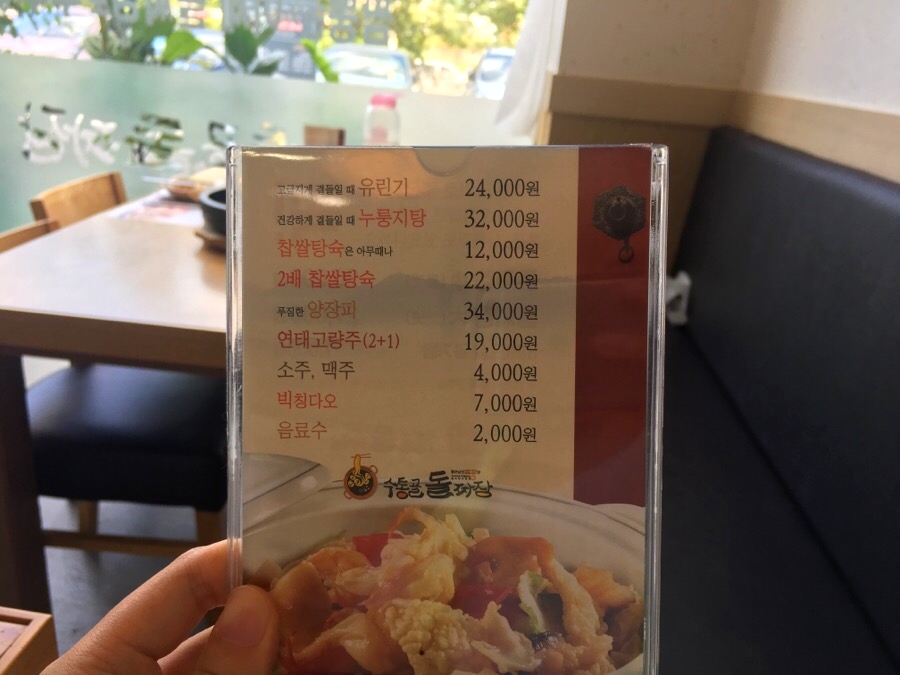 고급지게 곁들일 때 유린기 24,000원
건강하게 곁들일 때 누룽지탕 32,000원
찹쌀탕슉은 아무때나 12,000원
2배 찹쌀탕슉 22,000원
푸짐한 양장피 34,000원
연태고량주(2+1) 19,000원
소주, 맥주 4,000원
빅칭다오 7,000원
음료수 2,000원
수통골 돌짜장